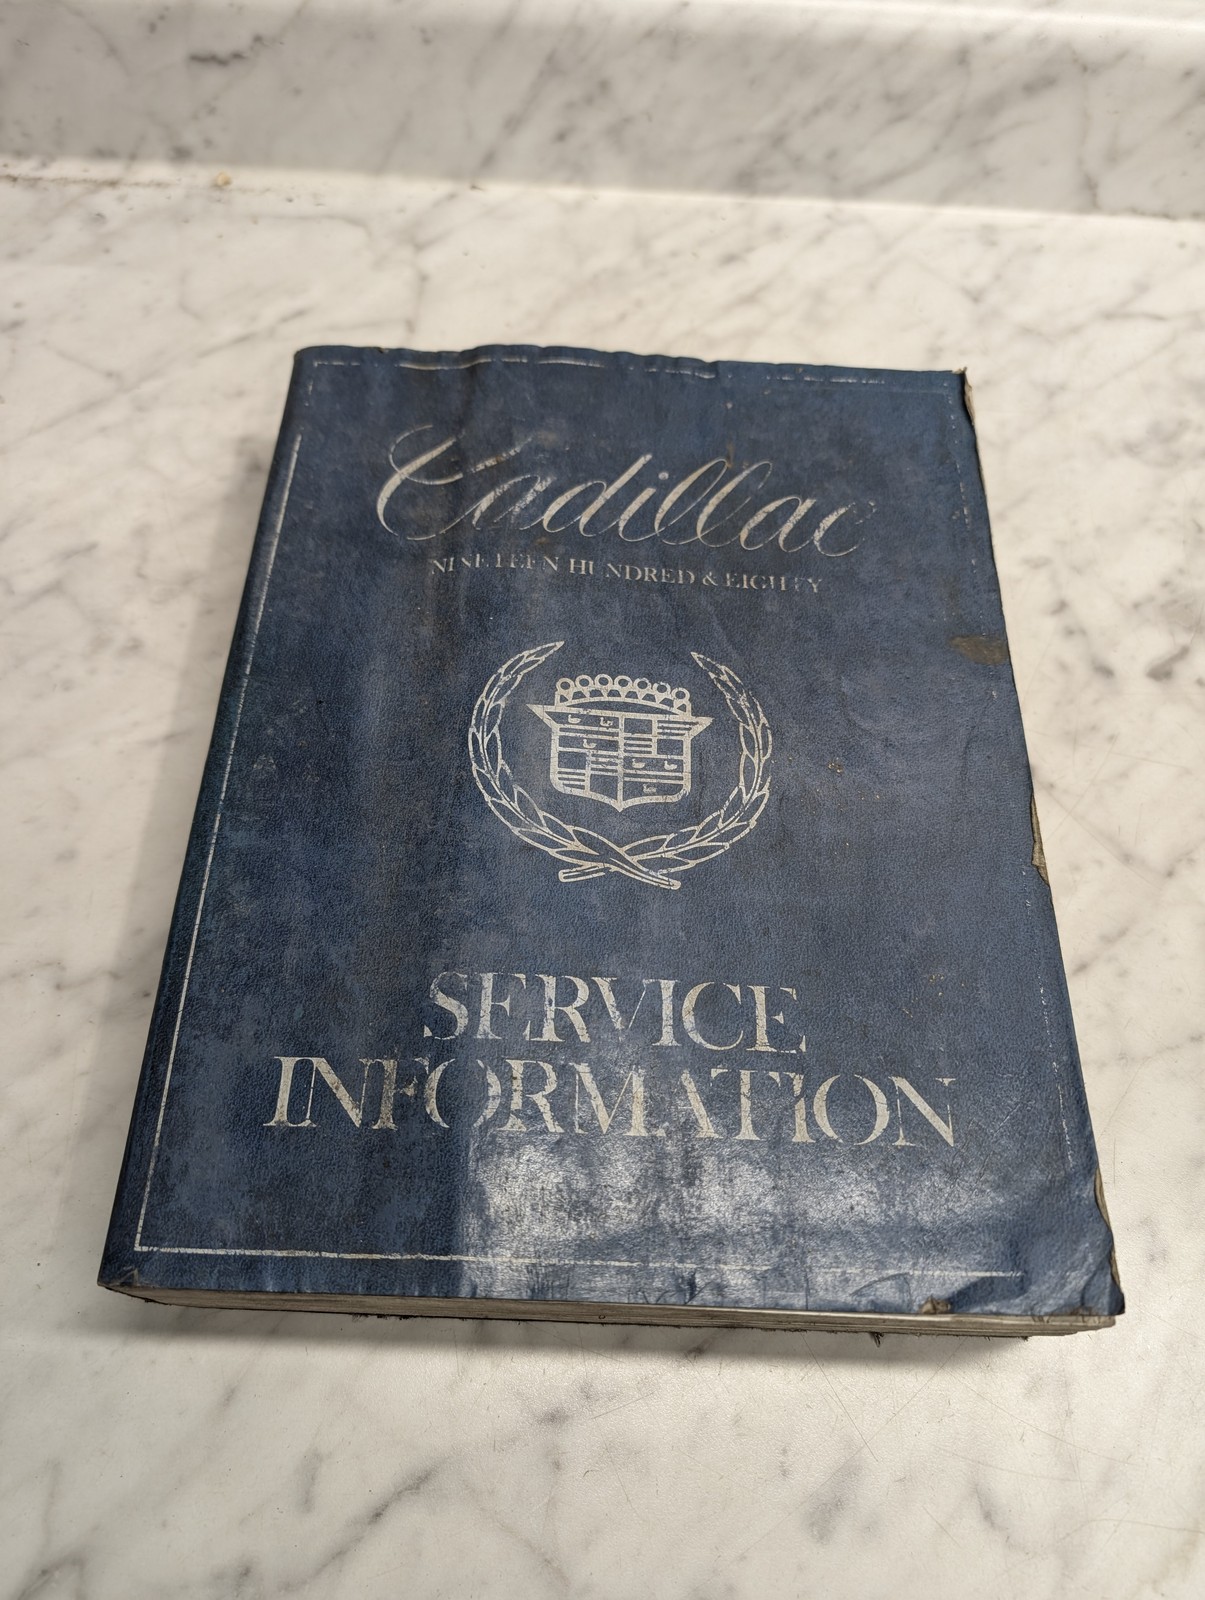 Cadillac
NINETEEN HUNDRED & EIGHTY
SERVICE
INFORMATION